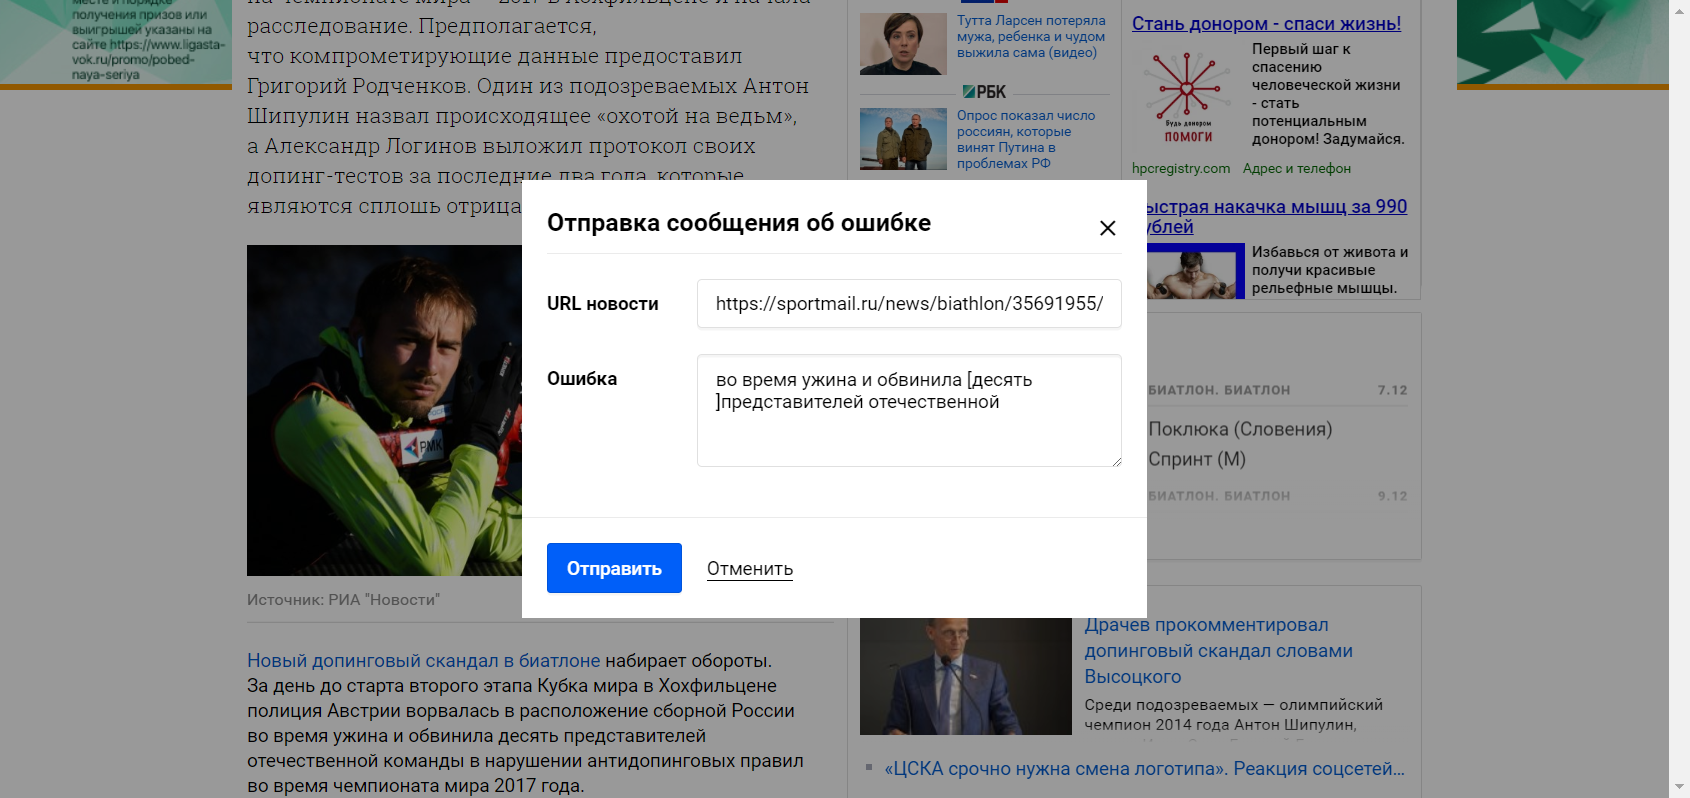 месте и порядке
получения призов или
выигрышей указаны на
сайте https://www.ligasta-
vok.ru/promo/pobed-
naya-seriya
на чемпионате мира — 2017 в Хохфильцене и начала
расследование. Предполагается,
что компрометирующие данные предоставил
Григорий Родченков. Один из подозреваемых Антон
Шипулин назвал происходящее «охотой на ведьм»,
а Александр Логинов выложил протокол своих
допинг-тестов за последние два года, которые
являются сплошь отрица
Тутта Ларсен потеряла
мужа, ребенка и чудом
выжила сама (видео)
РБК
Опрос показал число
россиян, которые
винят Путина в
проблемах РФ
Стань донором - спаси жизнь!
Первый шаг к
спасению
человеческой жизни
- стать
потенциальным
донором! Задумайся.
Будь донором
ПОМОГИ
hpcregistry.com Адрес и телефон
ыстрая накачка мышц за 990
ублей
Избавься от живота и
получи красивые
рельефные мышцы.
Отправка сообщения об ошибке
URL новости
https://sportmail.ru/news/biathlon/35691955/
Ошибка
во время ужина и обвинила [десять
]представителей отечественной
Отправить Отменить
РМК
БИАТЛОН. БИАТЛОН 7.12
Поклюка (Словения)
Спринт (М)
БИАТЛОН. БИАТЛОН 9.12
Источник: РИА "Новости"
Новый допинговый скандал в биатлоне набирает обороты.
За день до старта второго этапа Кубка мира в Хохфильцене
полиция Австрии ворвалась в расположение сборной России
во время ужина и обвинила десять представителей
отечественной команды в нарушении антидопинговых правил
во время чемпионата мира 2017 года.
Драчев прокомментировал
допинговый скандал словами
Высоцкого
Среди подозреваемых — олимпийский
чемпион 2014 года Антон Шипулин,
«ЦСКА срочно нужна смена логотипа». Реакция соцсетей…